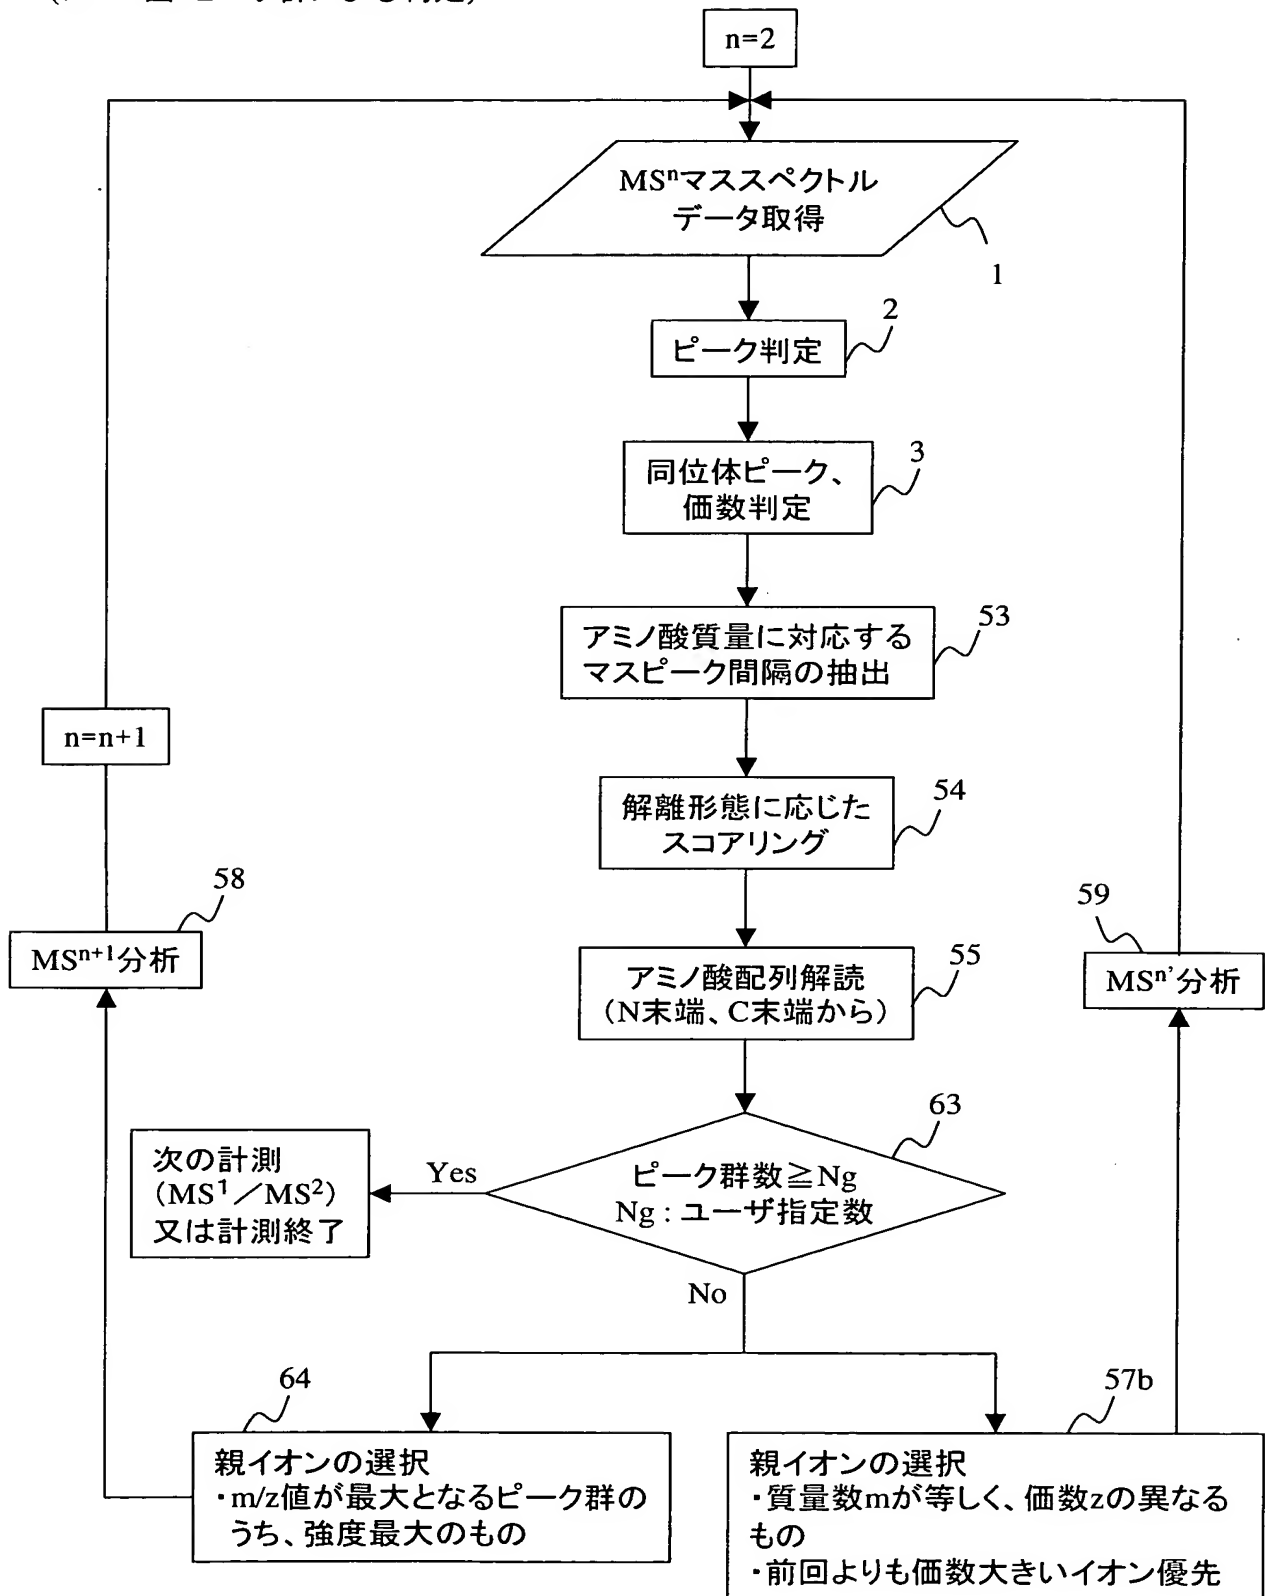 n=2
MSⁿマススペクトル
データ取得
1
2
ピーク判定
3
同位体ピーク、
価数判定
53
アミノ酸質量に対応する
マスピーク間隔の抽出
n=n+1
54
解離形態に応じた
スコアリング
58
MSⁿ⁺¹分析
59
MSⁿ’分析
55
アミノ酸配列解読
(N末端、C末端から)
63
ピーク群数≧Ng
Ng : ユーザ指定数
Yes
次の計測
(MS¹/MS²)
又は計測終了
No
64
親イオンの選択
・m/z値が最大となるピーク群の
うち、強度最大のもの
57b
親イオンの選択
・質量数mが等しく、価数zの異なる
もの
・前回よりも価数大きいイオン優先